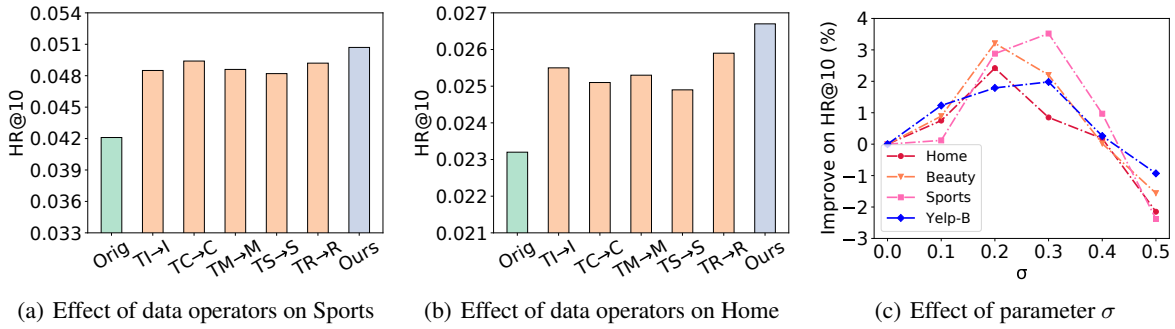 0.054
0.051
0.048
0.045
0.042
0.039
0.036
0.033
HR@10
Orig
TI→I
TC→C
TM→M
TS→S
TR→R
Ours
(a) Effect of data operators on Sports
0.027
0.026
0.025
0.024
0.023
0.022
0.021
HR@10
Orig
TI→I
TC→C
TM→M
TS→S
TR→R
Ours
(b) Effect of data operators on Home
4
3
2
1
0
−1
−2
−3
Improve on HR@10 (%)
Home
Beauty
Sports
Yelp-B
0.0 0.1 0.2 0.3 0.4 0.5
σ
(c) Effect of parameter σ